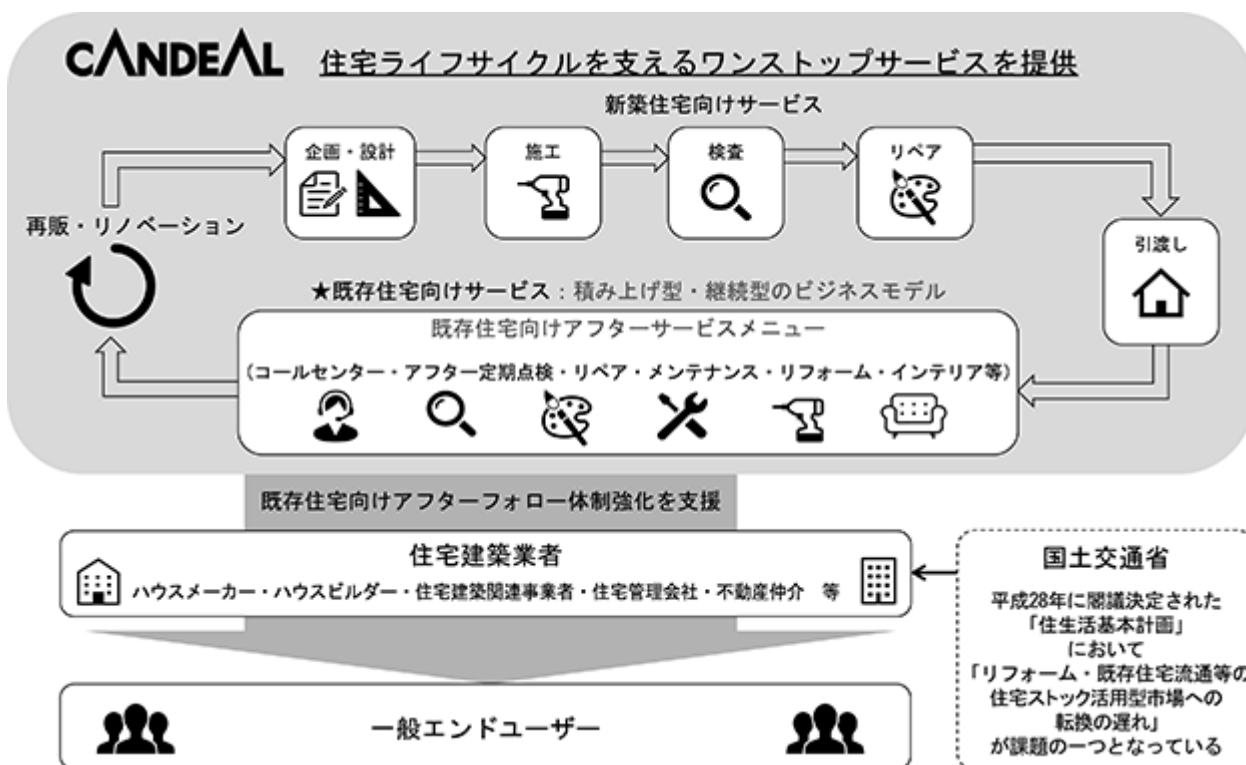 CANDEAL 住宅ライフサイクルを支えるワンストップサービスを提供
新築住宅向けサービス
企画・設計
施工
検査
リペア
引渡し
再販・リノベーション
★既存住宅向けサービス：積み上げ型・継続型のビジネスモデル
既存住宅向けアフターサービスメニュー
(コールセンター・アフター定期点検・リペア・メンテナンス・リフォーム・インテリア等)
既存住宅向けアフターフォロー体制強化を支援
住宅建築業者
ハウスメーカー・ハウスビルダー・住宅建築関連事業者・住宅管理会社・不動産仲介 等
国土交通省
平成28年に閣議決定された
「住生活基本計画」
において
「リフォーム・既存住宅流通等の
住宅ストック活用型市場への
転換の遅れ」
が課題の一つとなっている
一般エンドユーザー